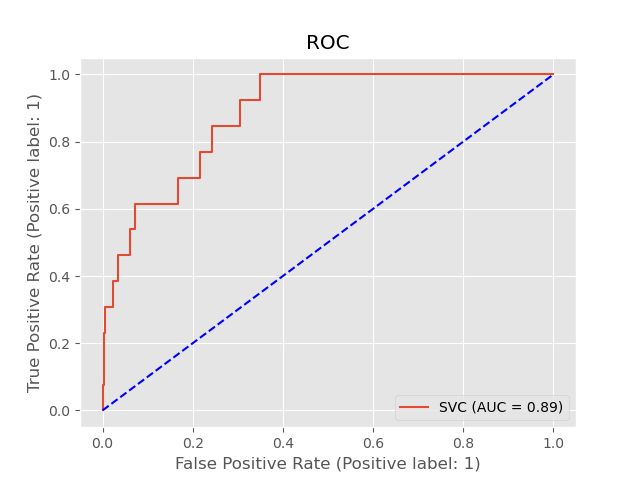 ROC
True Positive Rate (Positive label: 1)
1.0
0.8
0.6
0.4
0.2
0.0
SVC (AUC = 0.89)
0.0 0.2 0.4 0.6 0.8 1.0
False Positive Rate (Positive label: 1)